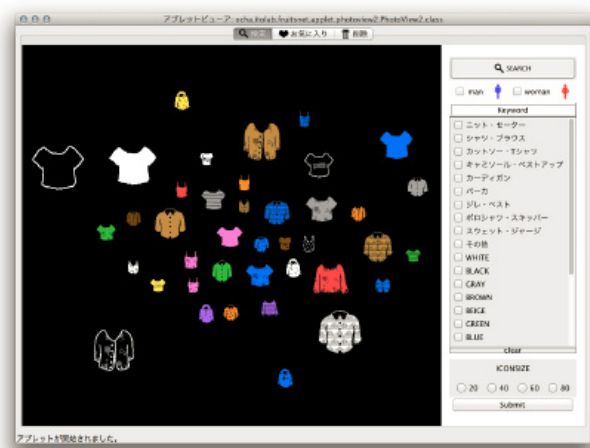 アプレットビューア: ocha.itolab.fruitsnet.applet.photoview2.PhotoView2.class
検索 お気に入り 削除
SEARCH
man woman
Keyword
ニット・セーター
シャツ・ブラウス
カットソー・Tシャツ
キャミソール・ベストアップ
カーディガン
パーカ
ジレ・ベスト
ポロシャツ・スキッパー
スウェット・ジャージ
その他
WHITE
BLACK
GRAY
BROWN
BEIGE
GREEN
BLUE
clear
ICONSIZE
20 40 60 80
Submit
アプレットが開始されました。